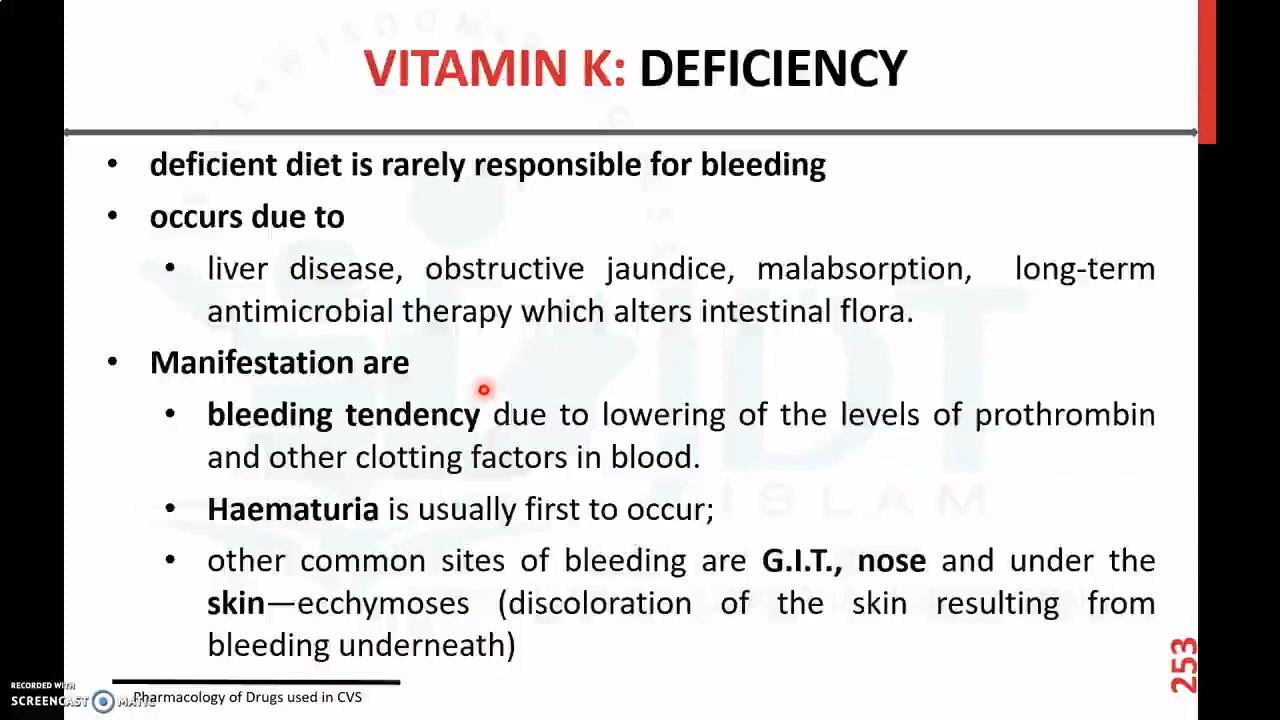 VITAMIN K: DEFICIENCY
• deficient diet is rarely responsible for bleeding
• occurs due to
• liver disease, obstructive jaundice, malabsorption, long-term
antimicrobial therapy which alters intestinal flora.
• Manifestation are
• bleeding tendency due to lowering of the levels of prothrombin
and other clotting factors in blood.
• Haematuria is usually first to occur;
• other common sites of bleeding are G.I.T., nose and under the
skin—ecchymoses (discoloration of the skin resulting from
bleeding underneath)
253
Pharmacology of Drugs used in CVS
RECORDED WITH
SCREENCAST MATIC
ISLAM